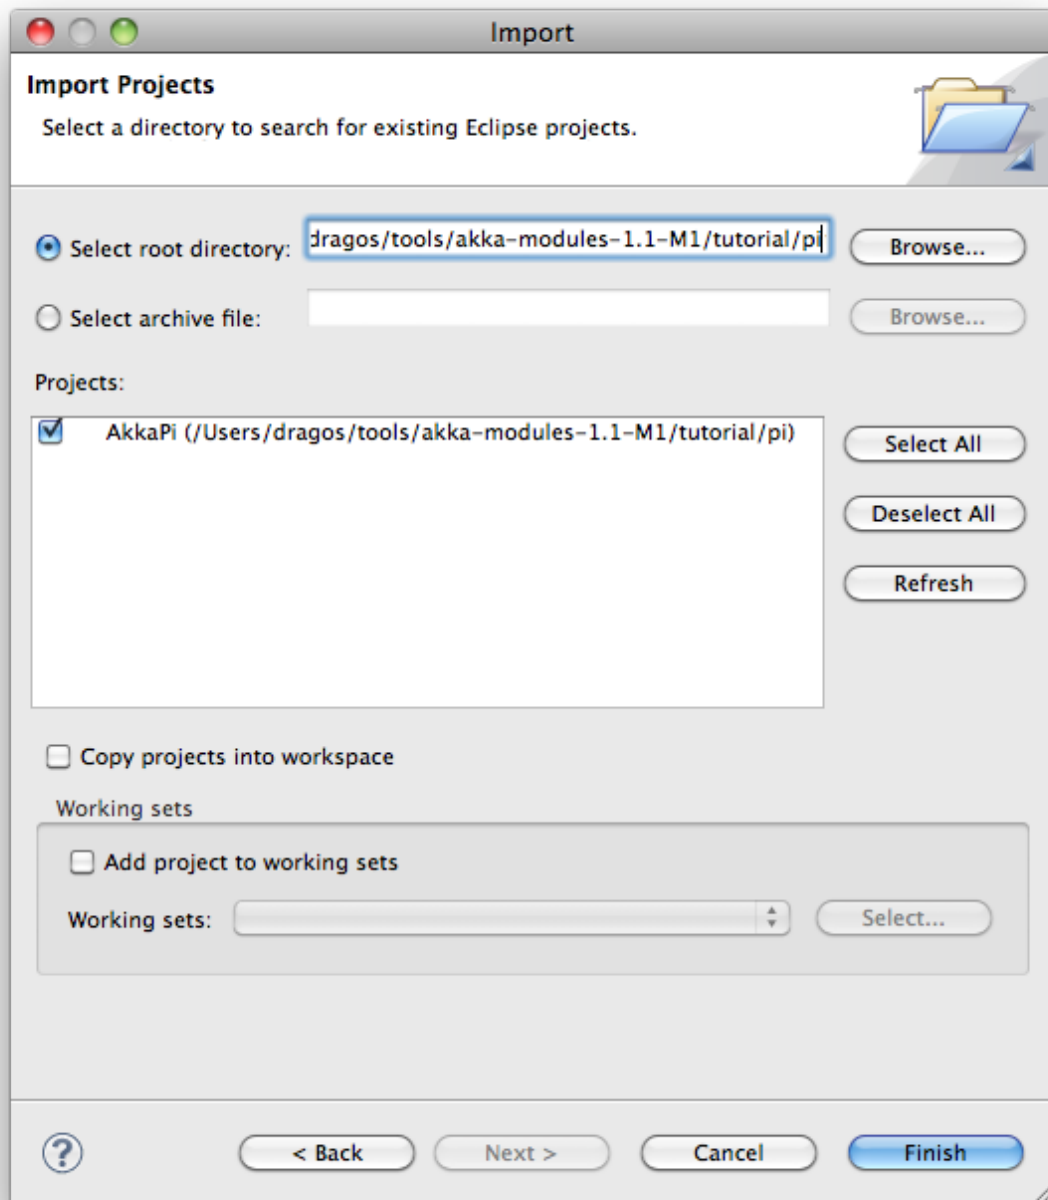 Import
Import Projects
Select a directory to search for existing Eclipse projects.
Select root directory: dragos/tools/akka-modules-1.1-M1/tutorial/pi Browse...
Select archive file: Browse...
Projects:
AkkaPi (/Users/dragos/tools/akka-modules-1.1-M1/tutorial/pi)
Select All
Deselect All
Refresh
Copy projects into workspace
Working sets
Add project to working sets
Working sets: Select...
? < Back Next > Cancel Finish